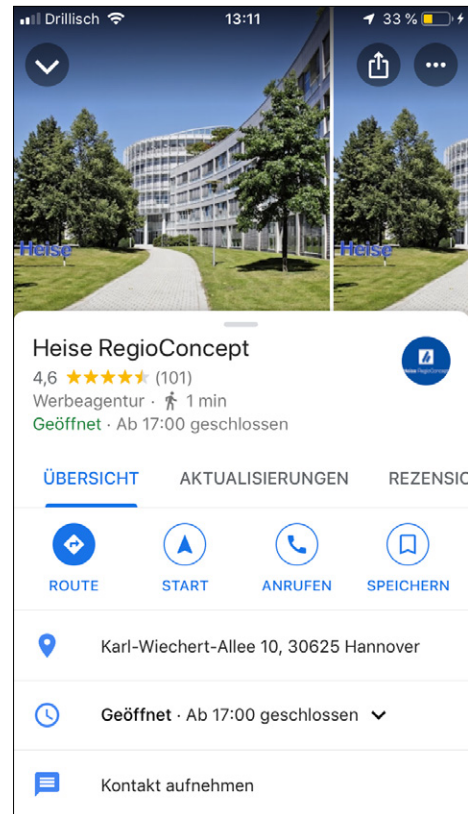 Drillisch 13:11 33 %
Heise Heise
Heise RegioConcept
4,6 (101)
Heise RegioConcept
Werbeagentur · 1 min
Geöffnet · Ab 17:00 geschlossen
ÜBERSICHT AKTUALISIERUNGEN REZENSIO
ROUTE START ANRUFEN SPEICHERN
Karl-Wiechert-Allee 10, 30625 Hannover
Geöffnet · Ab 17:00 geschlossen
Kontakt aufnehmen